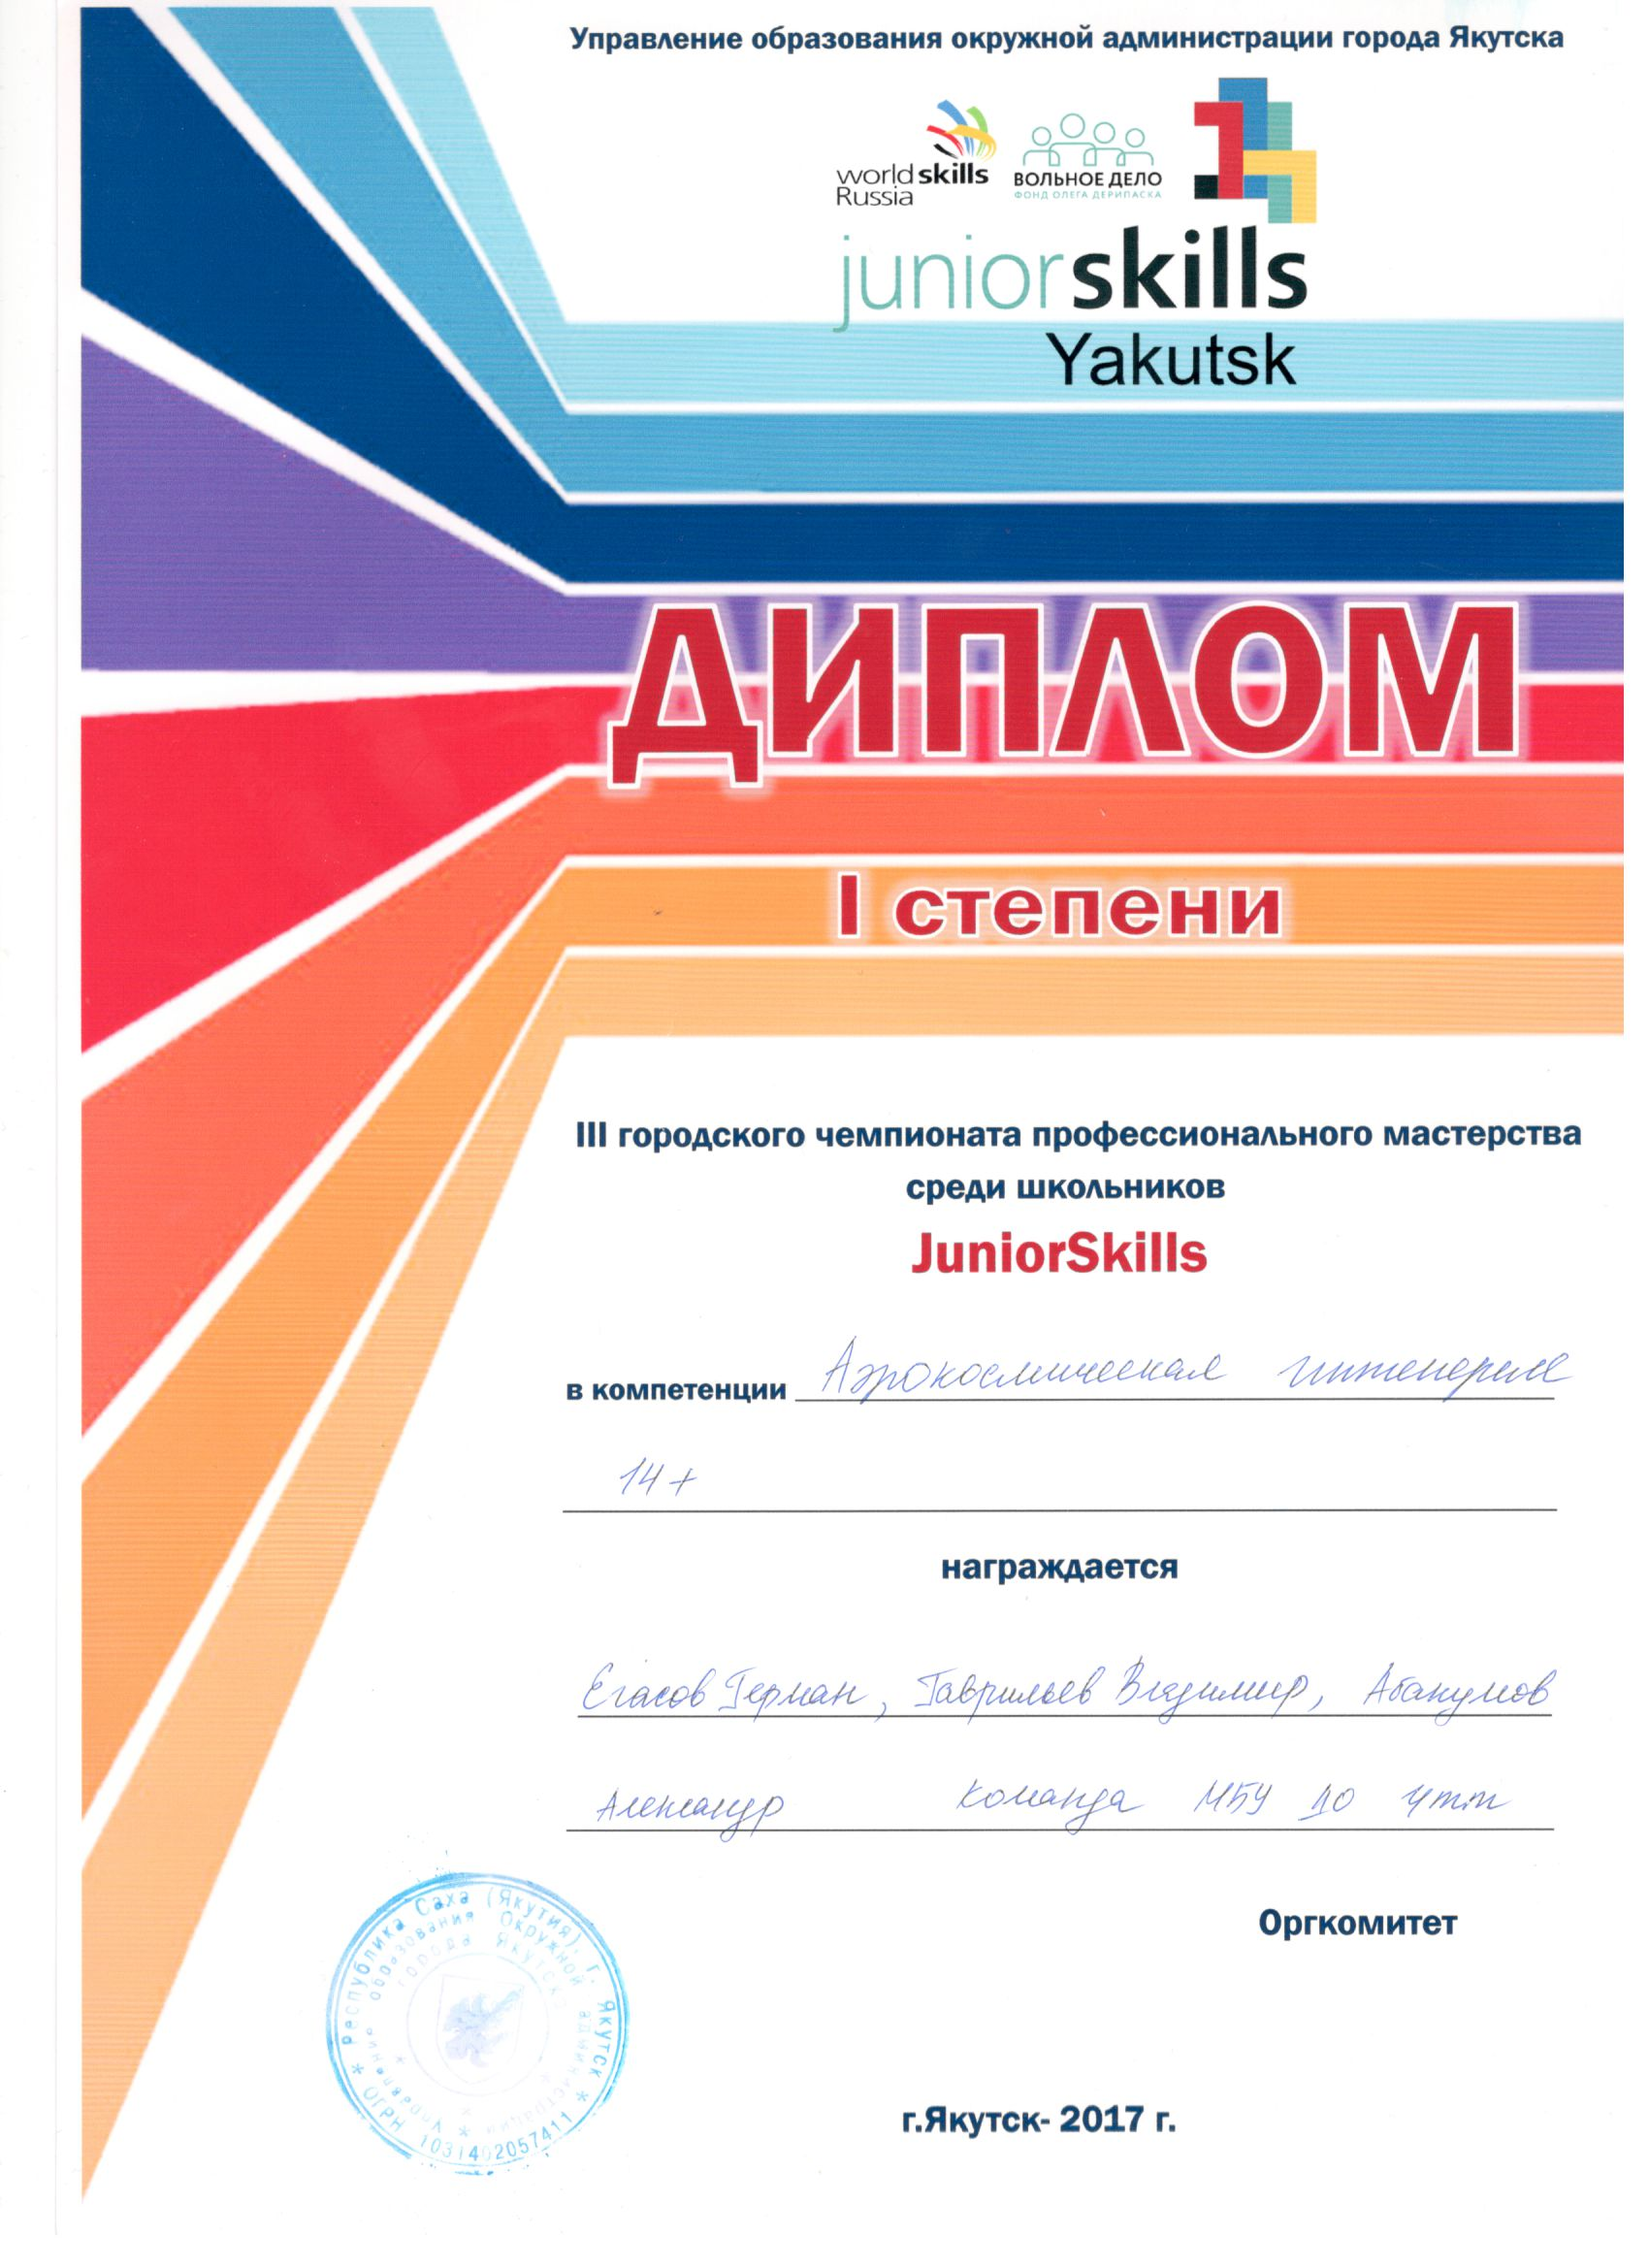 Управление образования окружной администрации города Якутска
world skills
Russia
ВОЛЬНОЕ ДЕЛО
ФОНД ОЛЕГА ДЕРИПАСКА
juniorskills
Yakutsk
ДИПЛОМ
I степени
III городского чемпионата профессионального мастерства
среди школьников
JuniorSkills
в компетенции Аэрокосмическая инженерия
14+
награждается
Егасов Герман, Гаврильев Владимир, Абакумов
Александр команда МБУ ДО
Оргкомитет
* Республика Саха (Якутия), г. Якутск * ОГРН 1031402057411
* Управление образования Окружной администрации
города Якутска
г.Якутск- 2017 г.